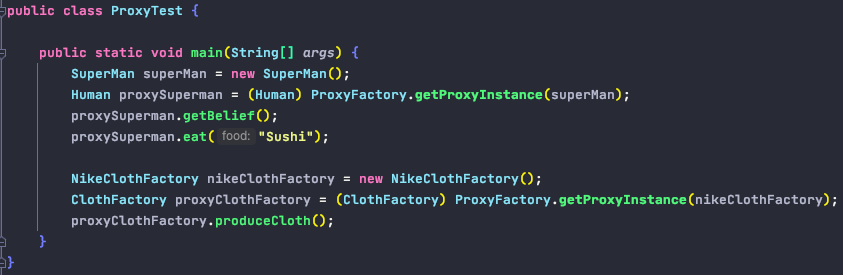 public class ProxyTest {
public static void main(String[] args) {
SuperMan superMan = new SuperMan();
Human proxySuperman = (Human) ProxyFactory.getProxyInstance(superMan);
proxySuperman.getBelief();
proxySuperman.eat( food: "Sushi");
NikeClothFactory nikeClothFactory = new NikeClothFactory();
ClothFactory proxyClothFactory = (ClothFactory) ProxyFactory.getProxyInstance(nikeClothFactory);
proxyClothFactory.produceCloth();
}
}